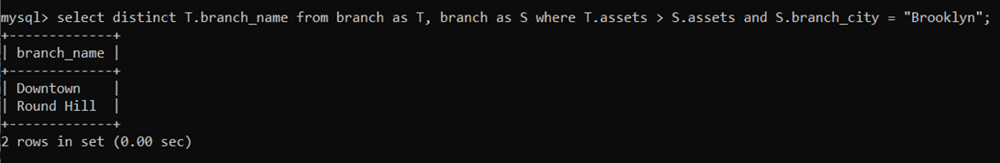 mysql> select distinct T.branch_name from branch as T, branch as S where T.assets > S.assets and S.branch_city = "Brooklyn";
+-------------+
| branch_name |
+-------------+
| Downtown    |
| Round Hill  |
+-------------+
2 rows in set (0.00 sec)